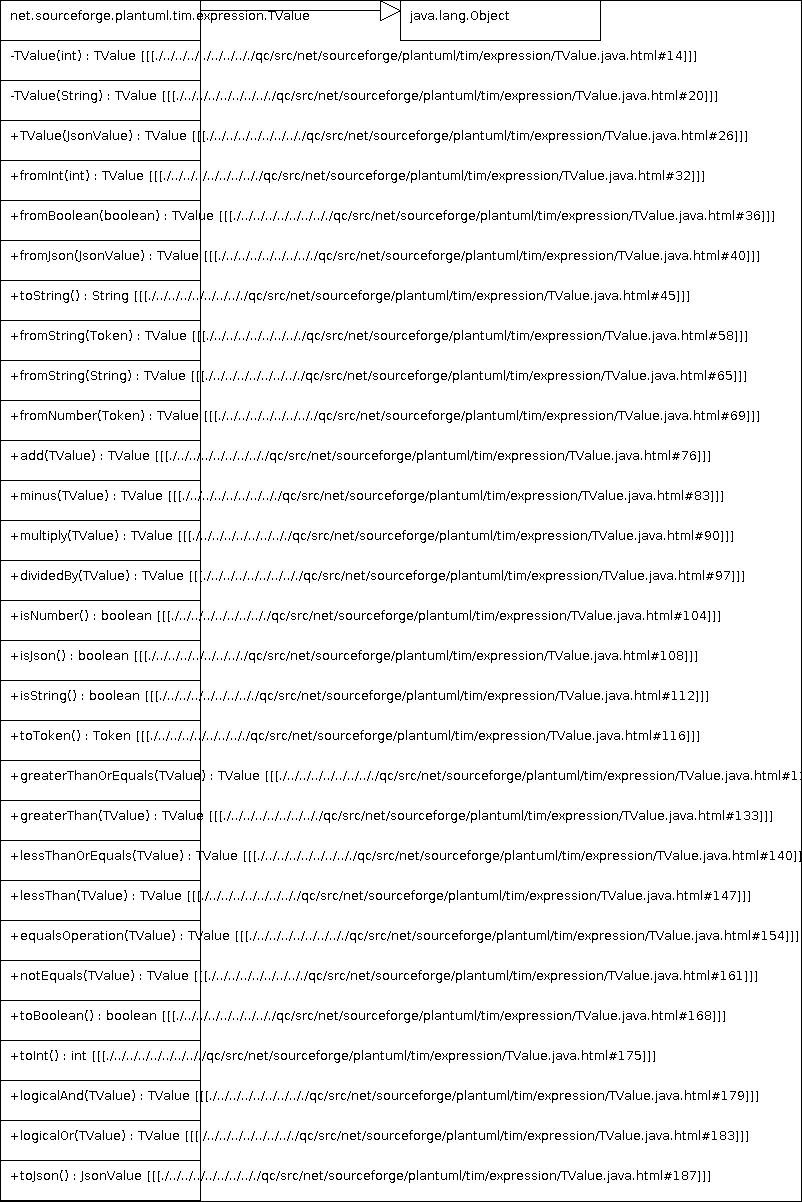 net.sourceforge.plantuml.tim.expression.TValue
java.lang.Object
-TValue(int) : TValue [[[./../../../../../../../qc/src/net/sourceforge/plantuml/tim/expression/TValue.java.html#14]]]
-TValue(String) : TValue [[[./../../../../../../../qc/src/net/sourceforge/plantuml/tim/expression/TValue.java.html#20]]]
+TValue(JsonValue) : TValue [[[./../../../../../../../qc/src/net/sourceforge/plantuml/tim/expression/TValue.java.html#26]]]
+fromInt(int) : TValue [[[./../../../../../../../qc/src/net/sourceforge/plantuml/tim/expression/TValue.java.html#32]]]
+fromBoolean(boolean) : TValue [[[./../../../../../../../qc/src/net/sourceforge/plantuml/tim/expression/TValue.java.html#36]]]
+fromJson(JsonValue) : TValue [[[./../../../../../../../qc/src/net/sourceforge/plantuml/tim/expression/TValue.java.html#40]]]
+toString() : String [[[./../../../../../../../qc/src/net/sourceforge/plantuml/tim/expression/TValue.java.html#45]]]
+fromString(Token) : TValue [[[./../../../../../../../qc/src/net/sourceforge/plantuml/tim/expression/TValue.java.html#58]]]
+fromString(String) : TValue [[[./../../../../../../../qc/src/net/sourceforge/plantuml/tim/expression/TValue.java.html#65]]]
+fromNumber(Token) : TValue [[[./../../../../../../../qc/src/net/sourceforge/plantuml/tim/expression/TValue.java.html#69]]]
+add(TValue) : TValue [[[./../../../../../../../qc/src/net/sourceforge/plantuml/tim/expression/TValue.java.html#76]]]
+minus(TValue) : TValue [[[./../../../../../../../qc/src/net/sourceforge/plantuml/tim/expression/TValue.java.html#83]]]
+multiply(TValue) : TValue [[[./../../../../../../../qc/src/net/sourceforge/plantuml/tim/expression/TValue.java.html#90]]]
+dividedBy(TValue) : TValue [[[./../../../../../../../qc/src/net/sourceforge/plantuml/tim/expression/TValue.java.html#97]]]
+isNumber() : boolean [[[./../../../../../../../qc/src/net/sourceforge/plantuml/tim/expression/TValue.java.html#104]]]
+isJson() : boolean [[[./../../../../../../../qc/src/net/sourceforge/plantuml/tim/expression/TValue.java.html#108]]]
+isString() : boolean [[[./../../../../../../../qc/src/net/sourceforge/plantuml/tim/expression/TValue.java.html#112]]]
+toToken() : Token [[[./../../../../../../../qc/src/net/sourceforge/plantuml/tim/expression/TValue.java.html#116]]]
+greaterThanOrEquals(TValue) : TValue [[[./../../../../../../../qc/src/net/sourceforge/plantuml/tim/expression/TValue.java.html#1
+greaterThan(TValue) : TValue [[[./../../../../../../../qc/src/net/sourceforge/plantuml/tim/expression/TValue.java.html#133]]]
+lessThanOrEquals(TValue) : TValue [[[./../../../../../../../qc/src/net/sourceforge/plantuml/tim/expression/TValue.java.html#140]]
+lessThan(TValue) : TValue [[[./../../../../../../../qc/src/net/sourceforge/plantuml/tim/expression/TValue.java.html#147]]]
+equalsOperation(TValue) : TValue [[[./../../../../../../../qc/src/net/sourceforge/plantuml/tim/expression/TValue.java.html#154]]]
+notEquals(TValue) : TValue [[[./../../../../../../../qc/src/net/sourceforge/plantuml/tim/expression/TValue.java.html#161]]]
+toBoolean() : boolean [[[./../../../../../../../qc/src/net/sourceforge/plantuml/tim/expression/TValue.java.html#168]]]
+toInt() : int [[[./../../../../../../../qc/src/net/sourceforge/plantuml/tim/expression/TValue.java.html#175]]]
+logicalAnd(TValue) : TValue [[[./../../../../../../../qc/src/net/sourceforge/plantuml/tim/expression/TValue.java.html#179]]]
+logicalOr(TValue) : TValue [[[./../../../../../../../qc/src/net/sourceforge/plantuml/tim/expression/TValue.java.html#183]]]
+toJson() : JsonValue [[[./../../../../../../../qc/src/net/sourceforge/plantuml/tim/expression/TValue.java.html#187]]]